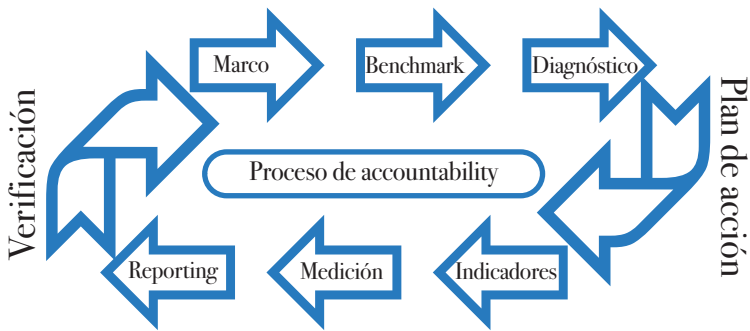 Marco
Benchmark
Diagnóstico
Plan de acción
Verificación
Proceso de accountability
Reporting
Medición
Indicadores